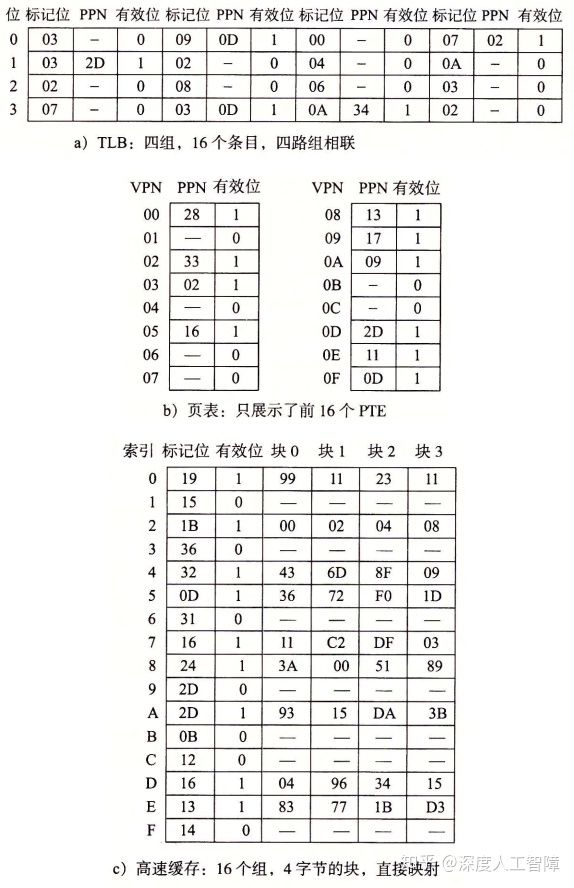 位 标记位 PPN 有效位 标记位 PPN 有效位 标记位 PPN 有效位 标记位 PPN 有效位
0 03 – 0 09 0D 1 00 – 0 07 02 1
1 03 2D 1 02 – 0 04 – 0 0A – 0
2 02 – 0 08 – 0 06 – 0 03 – 0
3 07 – 0 03 0D 1 0A 34 1 02 – 0
a）TLB：四组，16 个条目，四路组相联
VPN PPN 有效位 VPN PPN 有效位
00 28 1 08 13 1
01 — 0 09 17 1
02 33 1 0A 09 1
03 02 1 0B – 0
04 — 0 0C – 0
05 16 1 0D 2D 1
06 — 0 0E 11 1
07 — 0 0F 0D 1
b）页表：只展示了前 16 个 PTE
索引 标记位 有效位 块 0 块 1 块 2 块 3
0 19 1 99 11 23 11
1 15 0 — — — —
2 1B 1 00 02 04 08
3 36 0 — — — —
4 32 1 43 6D 8F 09
5 0D 1 36 72 F0 1D
6 31 0 — — — —
7 16 1 11 C2 DF 03
8 24 1 3A 00 51 89
9 2D 0 — — — —
A 2D 1 93 15 DA 3B
B 0B 0 — — — —
C 12 0 — — — —
D 16 1 04 96 34 15
E 13 1 83 77 1B D3
F 14 0 — — — —
c）高速缓存：16 个组，4 字节的块，直接映射
知乎 @深度人工智障